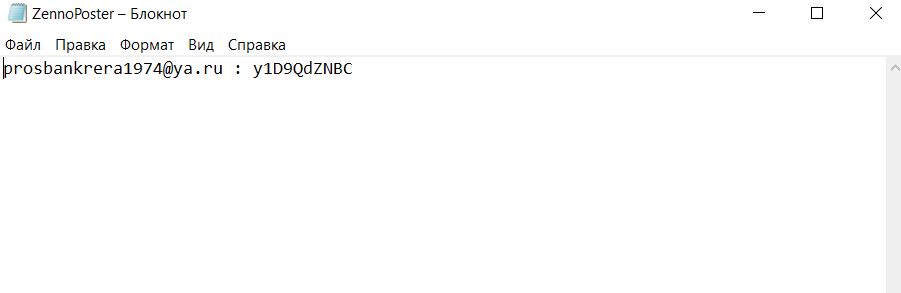 ZennoPoster – Блокнот
Файл Правка Формат Вид Справка
prosbankrera1974@ya.ru : y1D9QdZNBC